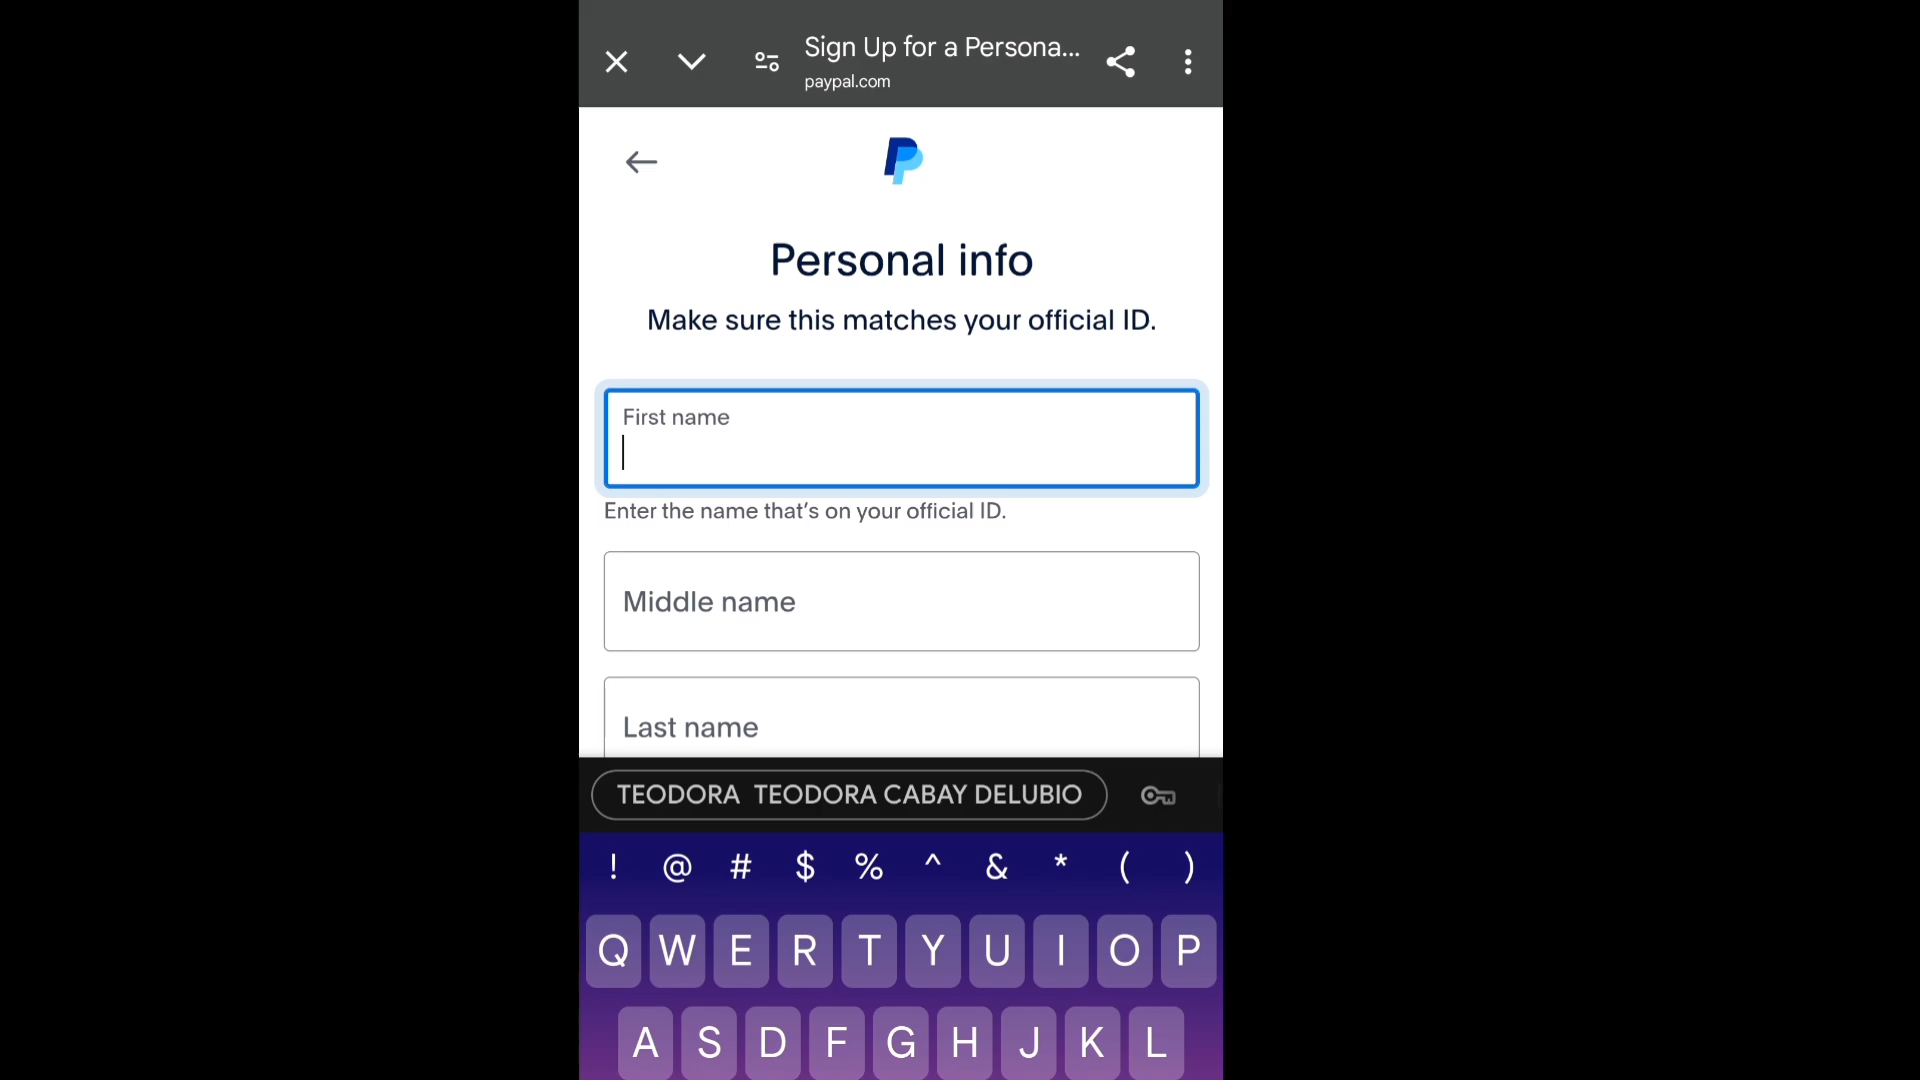 Sign Up for a Persona...
paypal.com
Personal info
Make sure this matches your official ID.
First name
Enter the name that's on your official ID.
Middle name
Last name
TEODORA TEODORA CABAY DELUBIO
! @ # $ % ^ & * ( )
Q W E R T Y U I O P
A S D F G H J K L